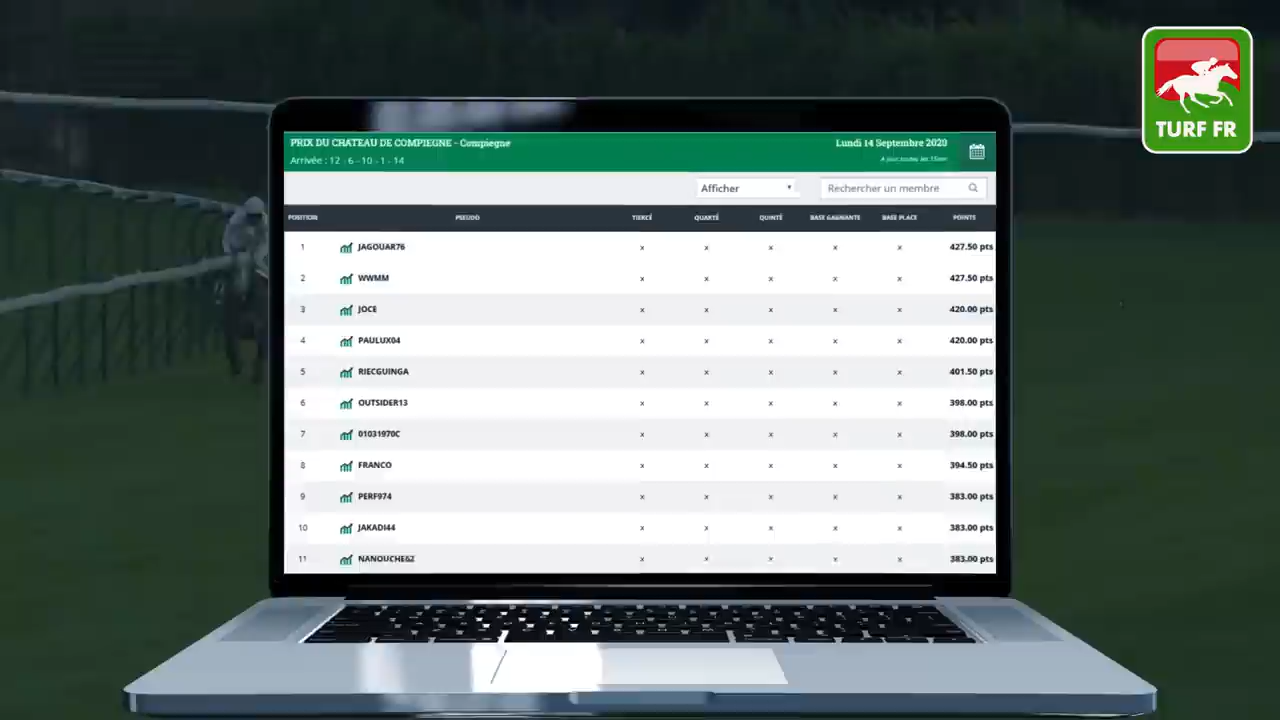 TURF FR
PRIX DU CHATEAU DE COMPIEGNE - Compiegne
Lundi 14 Septembre 2020
Arrivée : 12 - 6 - 10 - 1 - 14
Afficher
Rechercher un membre
POSITION PSEUDO TIERCÉ QUARTÉ QUINTÉ BASE GAGNANTE BASE PLACE POINTS
1 JAGOUAR76 x x x x x 427.50 pts
2 WWMM x x x x x 427.50 pts
3 JOCE x x x x x 420.00 pts
4 PAULUX04 x x x x x 420.00 pts
5 RIECGUINGA x x x x x 401.50 pts
6 OUTSIDER13 x x x x x 398.00 pts
7 01031970C x x x x x 398.00 pts
8 FRANCO x x x x x 394.50 pts
9 PERF974 x x x x x 383.00 pts
10 JAKADI44 x x x x x 383.00 pts
11 NANOUCHE62 x x x x x 383.00 pts